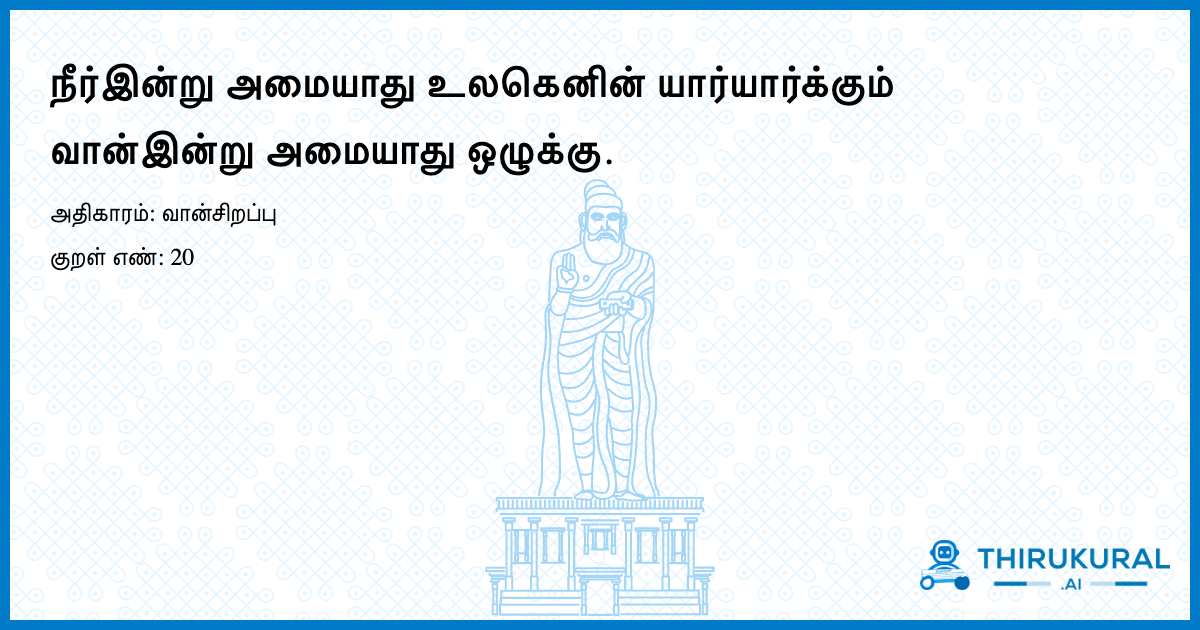 நீர்இன்று அமையாது உலகெனின் யார்யார்க்கும்
வான்இன்று அமையாது ஒழுக்கு.
அதிகாரம்: வான்சிறப்பு
குறள் எண்: 20
THIRUKURAL
.AI